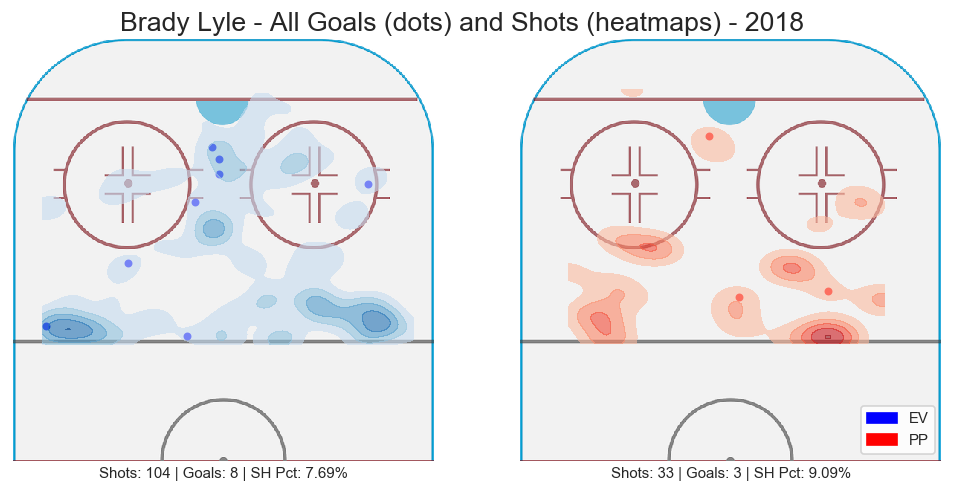 Brady Lyle - All Goals (dots) and Shots (heatmaps) - 2018
EV
PP
Shots: 104 | Goals: 8 | SH Pct: 7.69%
Shots: 33 | Goals: 3 | SH Pct: 9.09%